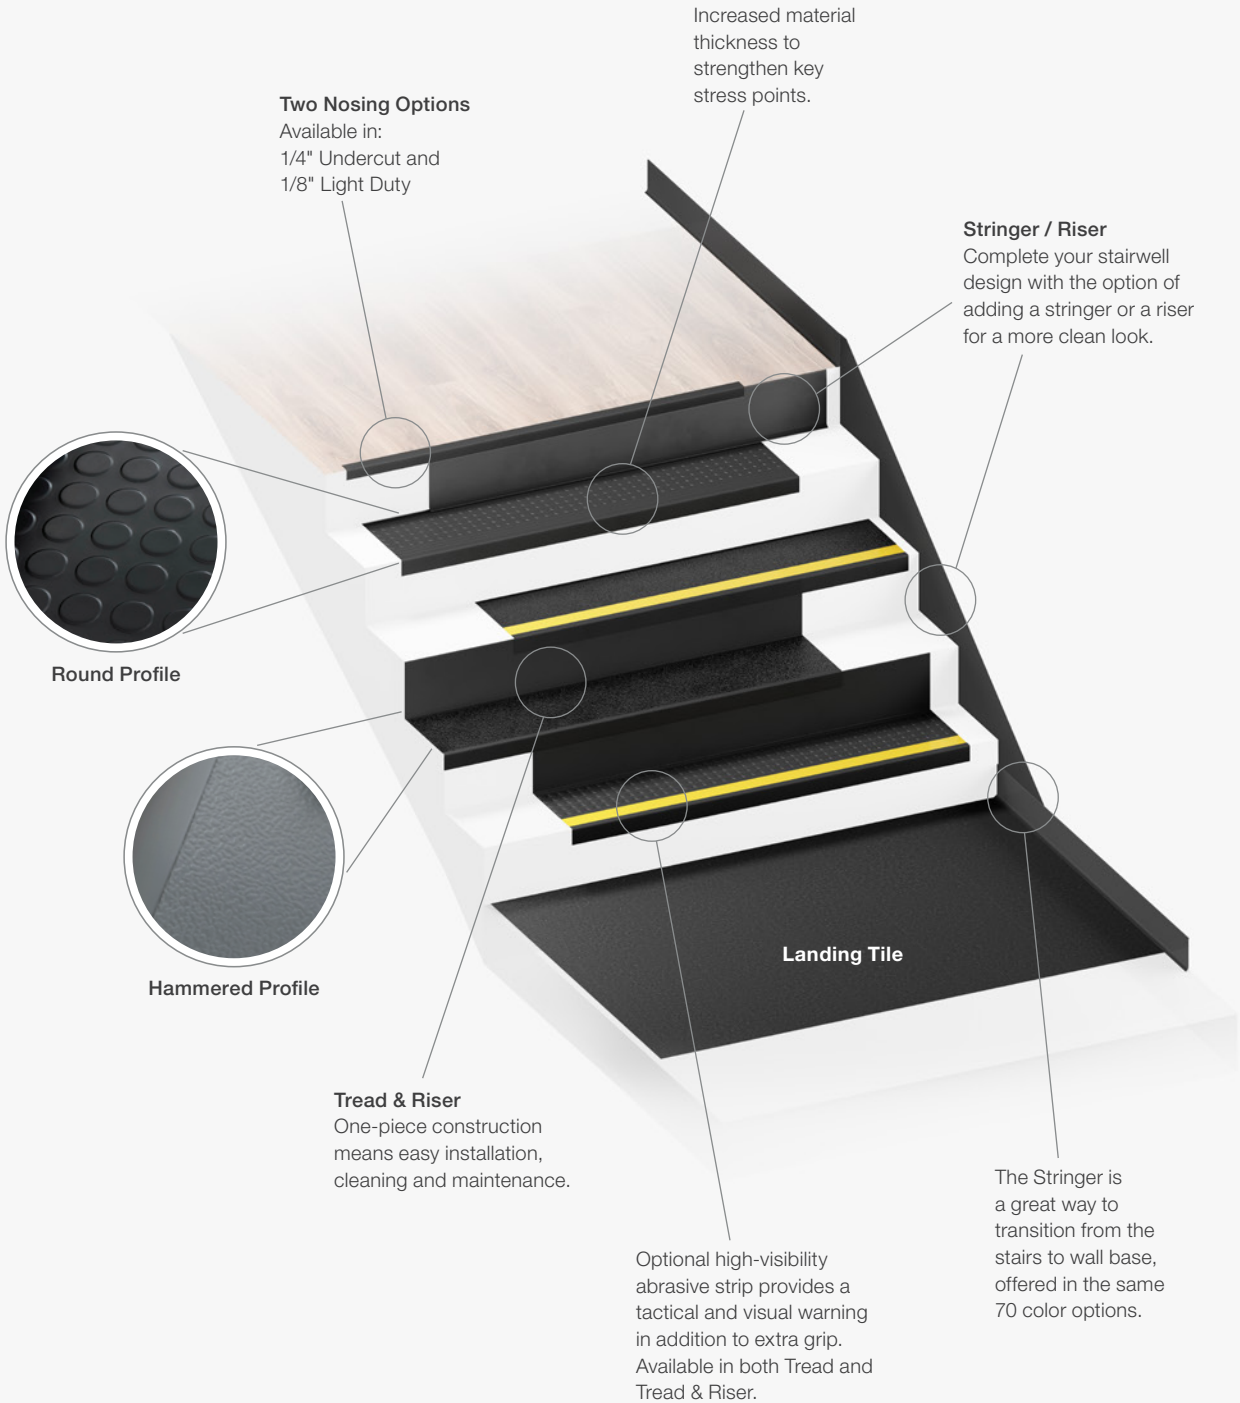 Increased material
thickness to
strengthen key
stress points.
Two Nosing Options
Available in:
1/4" Undercut and
1/8" Light Duty
Stringer / Riser
Complete your stairwell
design with the option of
adding a stringer or a riser
for a more clean look.
Round Profile
Hammered Profile
Landing Tile
Tread & Riser
One-piece construction
means easy installation,
cleaning and maintenance.
The Stringer is
a great way to
transition from the
stairs to wall base,
offered in the same
70 color options.
Optional high-visibility
abrasive strip provides a
tactical and visual warning
in addition to extra grip.
Available in both Tread and
Tread & Riser.